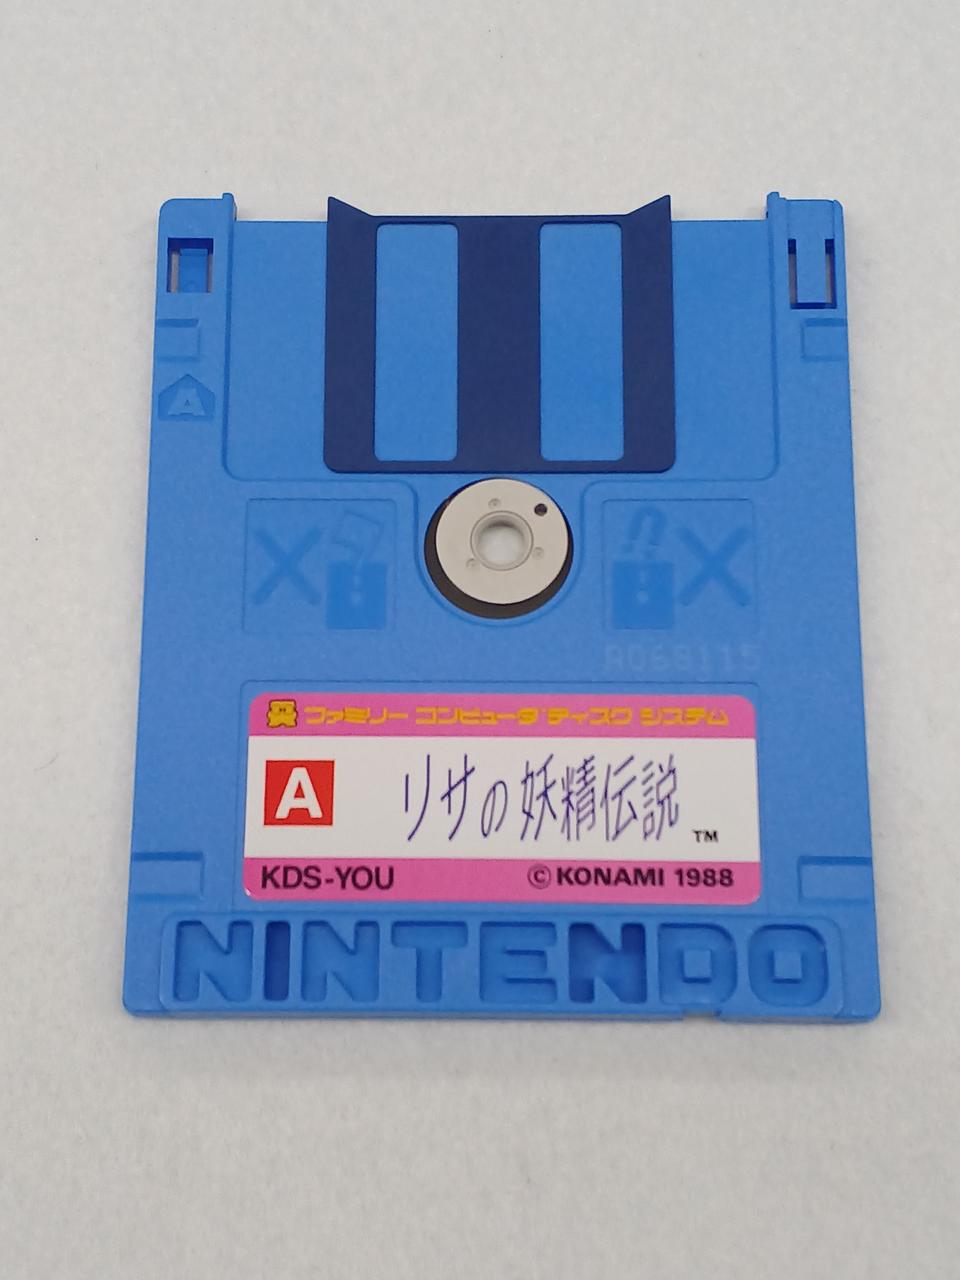 A
A068115
ファミリー コンピュータ ディスク システム
A
リサの妖精伝説 TM
KDS-YOU © KONAMI 1988
NINTENDO